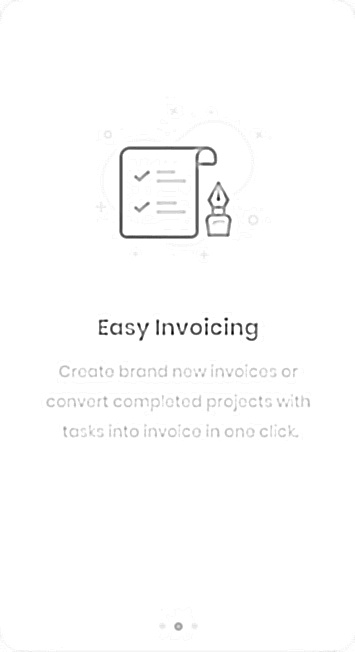 Easy Invoicing
Create brand new invoices or
convert completed projects with
tasks into invoice in one click.